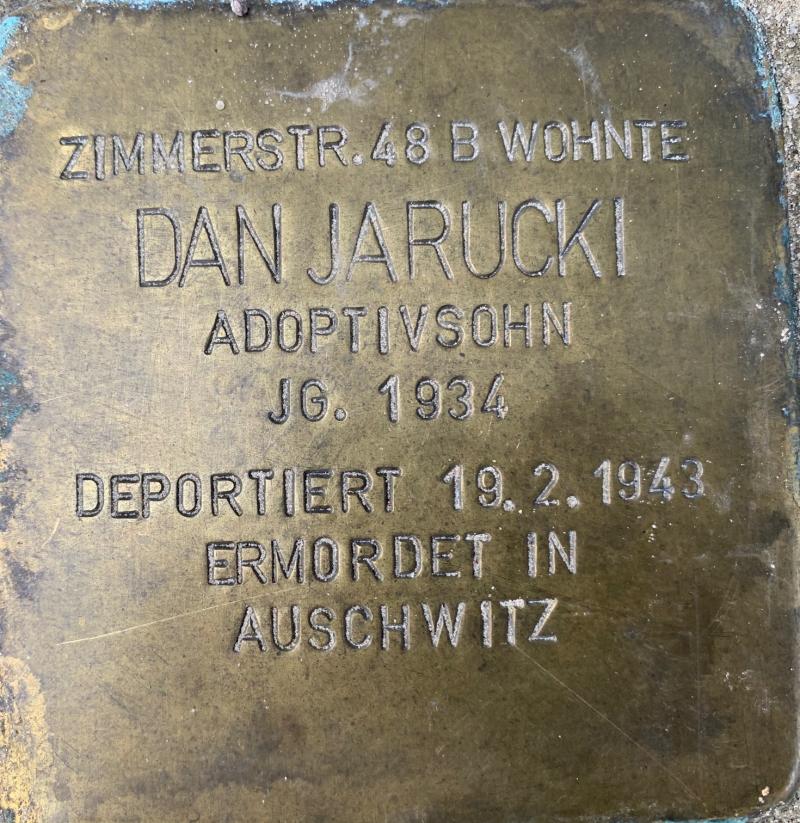 ZIMMERSTR. 48 B WOHNTE
DAN JARUCKI
ADOPTIVSOHN
JG. 1934
DEPORTIERT 19.2.1943
ERMORDET IN
AUSCHWITZ